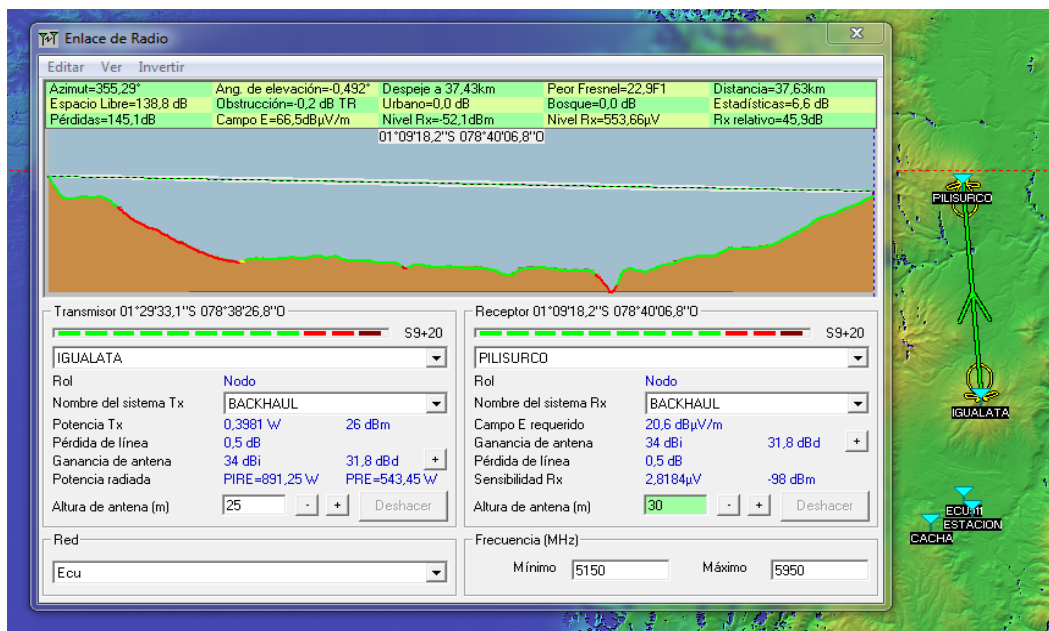 Enlace de Radio
Editar Ver Invertir
Azimut=355,29° Ang. de elevación=-0,492° Despeje a 37,43km Peor Fresnel=22,9F1 Distancia=37,63km
Espacio Libre=138,8 dB Obstrucción=-0,2 dB TR Urbano=0,0 dB Bosque=0,0 dB Estadísticas=6,6 dB
Pérdidas=145,1dB Campo E=66,5dBµV/m Nivel Rx=-52,1dBm Nivel Rx=553,66µV Rx relativo=45,9dB
01°09'18,2''S 078°40'06,8''O
PILISURCO
IGUALATA
ECU 911
ESTACION
CACHA
Transmisor 01°29'33,1''S 078°38'26,8''O
S9+20
IGUALATA
Rol Nodo
Nombre del sistema Tx BACKHAUL
Potencia Tx 0,3981 W 26 dBm
Pérdida de línea 0,5 dB
Ganancia de antena 34 dBi 31,8 dBd +
Potencia radiada PIRE=891,25 W PRE=543,45 W
Altura de antena (m) 25 - + Deshacer
Red
Ecu
Receptor 01°09'18,2''S 078°40'06,8''O
S9+20
PILISURCO
Rol Nodo
Nombre del sistema Rx BACKHAUL
Campo E requerido 20,6 dBµV/m
Ganancia de antena 34 dBi 31,8 dBd +
Pérdida de línea 0,5 dB
Sensibilidad Rx 2,8184µV -98 dBm
Altura de antena (m) 30 - + Deshacer
Frecuencia (MHz)
Mínimo 5150 Máximo 5950